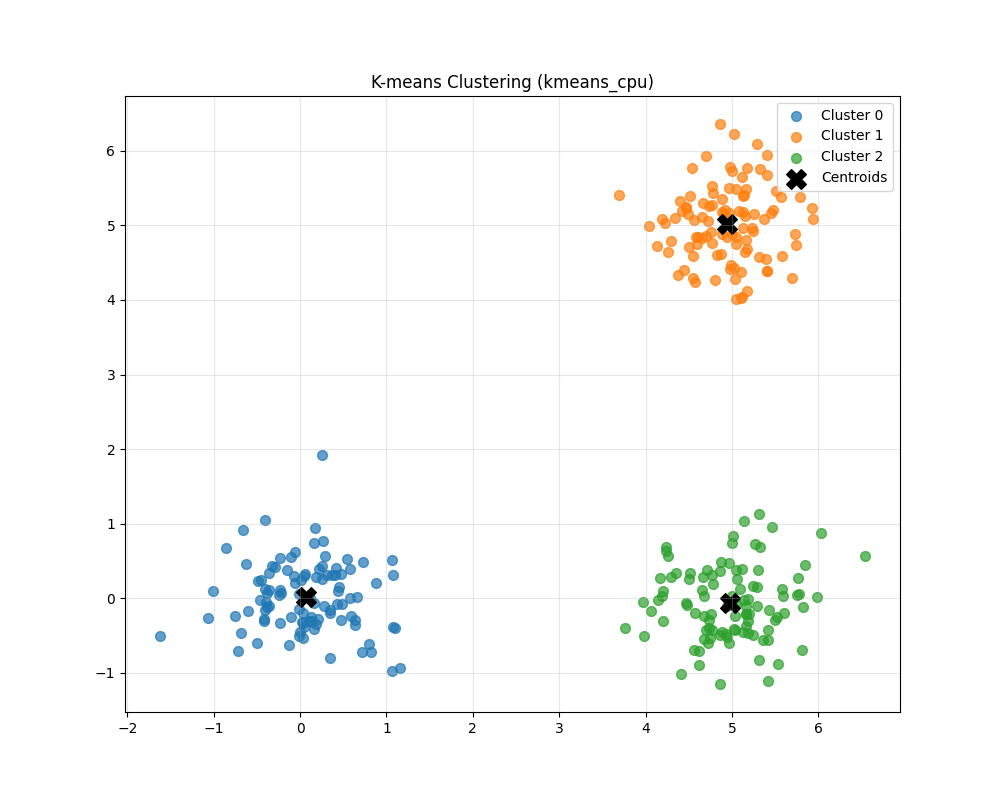 K-means Clustering (kmeans_cpu)
Cluster 0
Cluster 1
Cluster 2
Centroids
6
5
4
3
2
1
0
−1
−2 −1 0 1 2 3 4 5 6